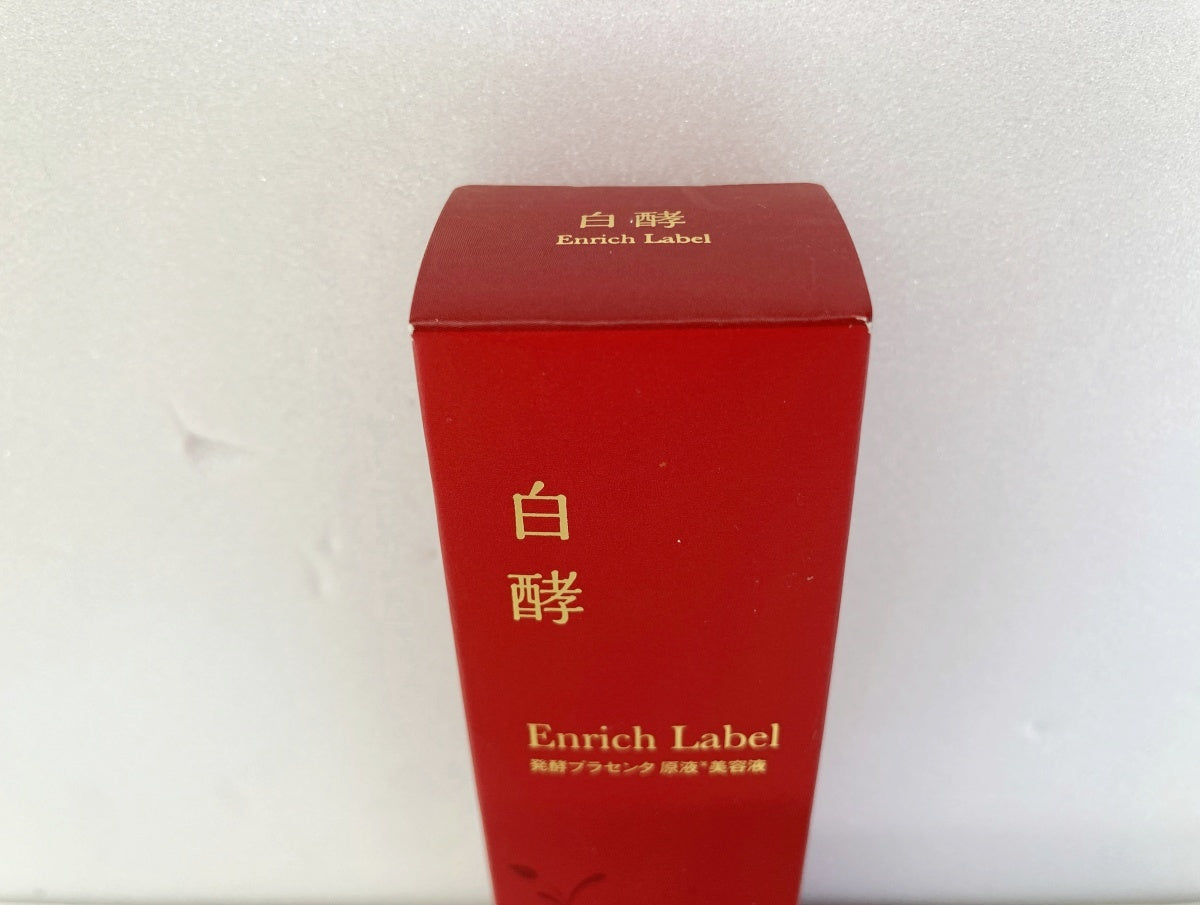 白酵
Enrich Label
白
酵
Enrich Label
発酵プラセンタ 原液*美容液